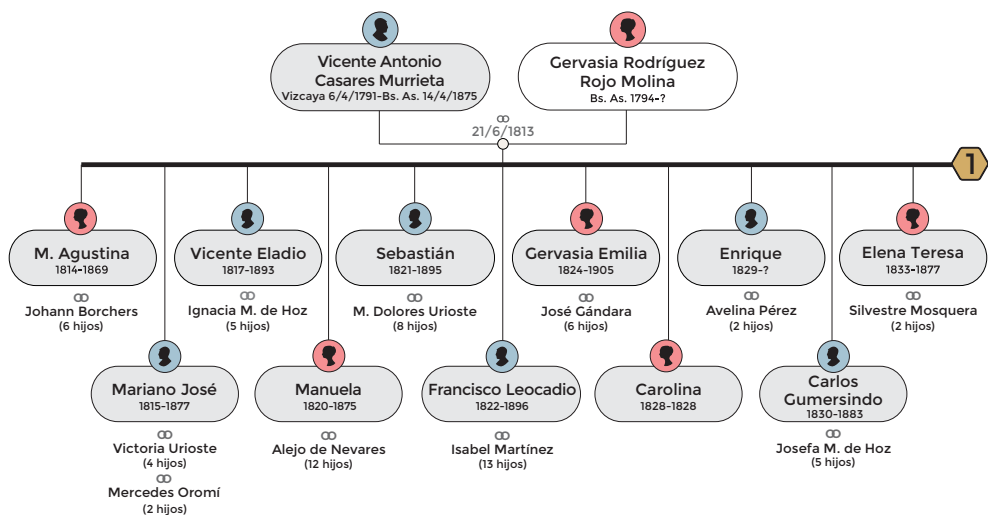 Vicente Antonio
Casares Murrieta
Vizcaya 6/4/1791-Bs. As. 14/4/1875
Gervasia Rodríguez
Rojo Molina
Bs. As. 1794-?
21/6/1813
1
M. Agustina
1814-1869
Johann Borchers
(6 hijos)
Vicente Eladio
1817-1893
Ignacia M. de Hoz
(5 hijos)
Sebastián
1821-1895
M. Dolores Urioste
(8 hijos)
Gervasia Emilia
1824-1905
José Gándara
(6 hijos)
Enrique
1829-?
Avelina Pérez
(2 hijos)
Elena Teresa
1833-1877
Silvestre Mosquera
(2 hijos)
Mariano José
1815-1877
Victoria Urioste
(4 hijos)
Mercedes Oromí
(2 hijos)
Manuela
1820-1875
Alejo de Nevares
(12 hijos)
Francisco Leocadio
1822-1896
Isabel Martínez
(13 hijos)
Carolina
1828-1828
Carlos
Gumersindo
1830-1883
Josefa M. de Hoz
(5 hijos)